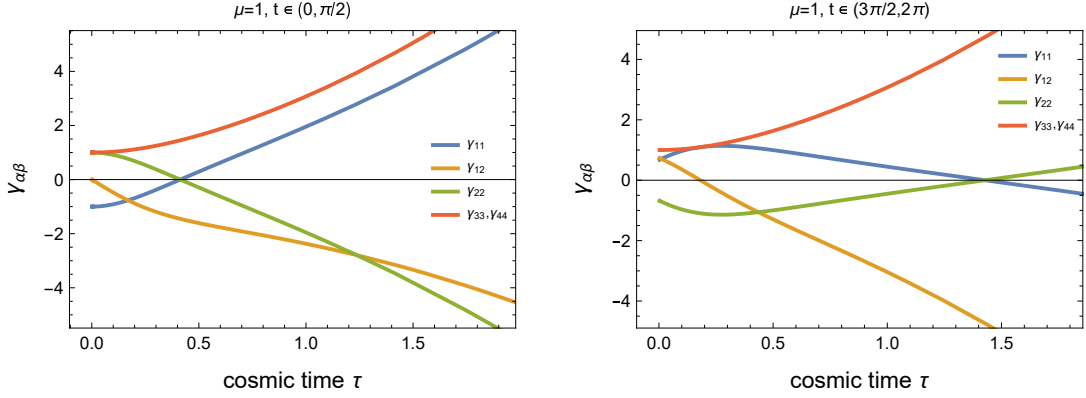 μ=1, t ∈ (0, π/2)
4
2
0
−2
−4
γαβ
γ11
γ12
γ22
γ33,γ44
0.0 0.5 1.0 1.5
cosmic time τ
μ=1, t ∈ (3π/2,2π)
4
2
0
−2
−4
γαβ
γ11
γ12
γ22
γ33,γ44
0.0 0.5 1.0 1.5
cosmic time τ